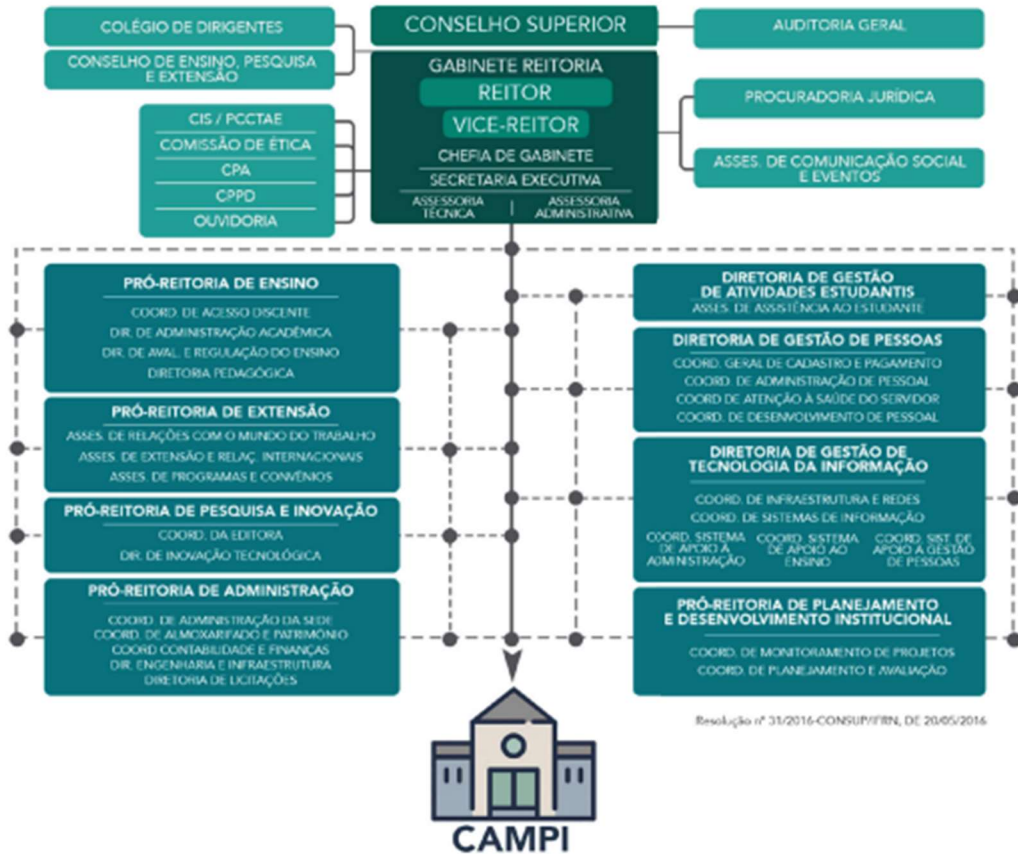 COLÉGIO DE DIRIGENTES
CONSELHO DE ENSINO, PESQUISA
E EXTENSÃO
CONSELHO SUPERIOR
AUDITORIA GERAL
GABINETE REITORIA
REITOR
VICE-REITOR
CHEFIA DE GABINETE
SECRETARIA EXECUTIVA
ASSESSORIA
TÉCNICA
ASSESSORIA
ADMINISTRATIVA
CIS / PCCTAE
COMISSÃO DE ÉTICA
CPA
CPPD
OUVIDORIA
PROCURADORIA JURÍDICA
ASSES. DE COMUNICAÇÃO SOCIAL
E EVENTOS
PRÓ-REITORIA DE ENSINO
COORD. DE ACESSO DISCENTE
DIR. DE ADMINISTRAÇÃO ACADÊMICA
DIR. DE AVAL. E REGULAÇÃO DO ENSINO
DIRETORIA PEDAGÓGICA
PRÓ-REITORIA DE EXTENSÃO
ASSES. DE RELAÇÕES COM O MUNDO DO TRABALHO
ASSES. DE EXTENSÃO E RELAÇ. INTERNACIONAIS
ASSES. DE PROGRAMAS E CONVÊNIOS
PRÓ-REITORIA DE PESQUISA E INOVAÇÃO
COORD. DA EDITORA
DIR. DE INOVAÇÃO TECNOLÓGICA
PRÓ-REITORIA DE ADMINISTRAÇÃO
COORD. DE ADMINISTRAÇÃO DA SEDE
COORD. DE ALMOXARIFADO E PATRIMÔNIO
COORD CONTABILIDADE E FINANÇAS
DIR. ENGENHARIA E INFRAESTRUTURA
DIRETORIA DE LICITAÇÕES
DIRETORIA DE GESTÃO
DE ATIVIDADES ESTUDANTIS
ASSES. DE ASSISTÊNCIA AO ESTUDANTE
DIRETORIA DE GESTÃO DE PESSOAS
COORD. GERAL DE CADASTRO E PAGAMENTO
COORD. DE ADMINISTRAÇÃO DE PESSOAL
COORD. DE ATENÇÃO À SAÚDE DO SERVIDOR
COORD. DE DESENVOLVIMENTO DE PESSOAL
DIRETORIA DE GESTÃO DE
TECNOLOGIA DA INFORMAÇÃO
COORD. DE INFRAESTRUTURA E REDES
COORD. DE SISTEMAS DE INFORMAÇÃO
COORD. SISTEMA
DE APOIO À
ADMINISTRAÇÃO
COORD. SISTEMA
DE APOIO AO
ENSINO
COORD. SIST. DE
APOIO À GESTÃO
DE PESSOAS
PRÓ-REITORIA DE PLANEJAMENTO
E DESENVOLVIMENTO INSTITUCIONAL
COORD. DE MONITORAMENTO DE PROJETOS
COORD. DE PLANEJAMENTO E AVALIAÇÃO
Resolução nº 31/2016-CONSUP/IFRN, DE 20/05/2016
CAMPI